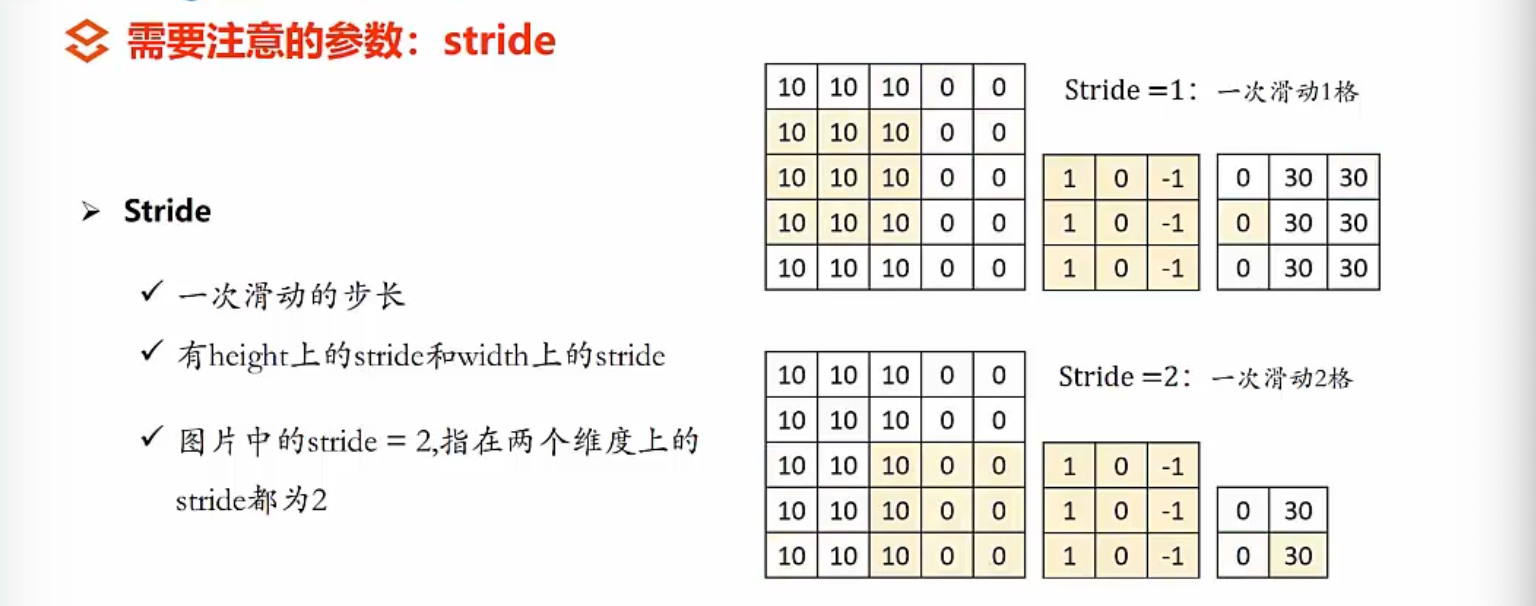 需要注意的参数：stride
➢ Stride
✓ 一次滑动的步长
✓ 有height上的stride和width上的stride
✓ 图片中的stride = 2,指在两个维度上的
stride都为2
10 10 10 0 0
10 10 10 0 0
10 10 10 0 0
10 10 10 0 0
10 10 10 0 0
Stride =1：一次滑动1格
1 0 -1
1 0 -1
1 0 -1
0 30 30
0 30 30
0 30 30
10 10 10 0 0
10 10 10 0 0
10 10 10 0 0
10 10 10 0 0
10 10 10 0 0
Stride =2：一次滑动2格
1 0 -1
1 0 -1
1 0 -1
0 30
0 30